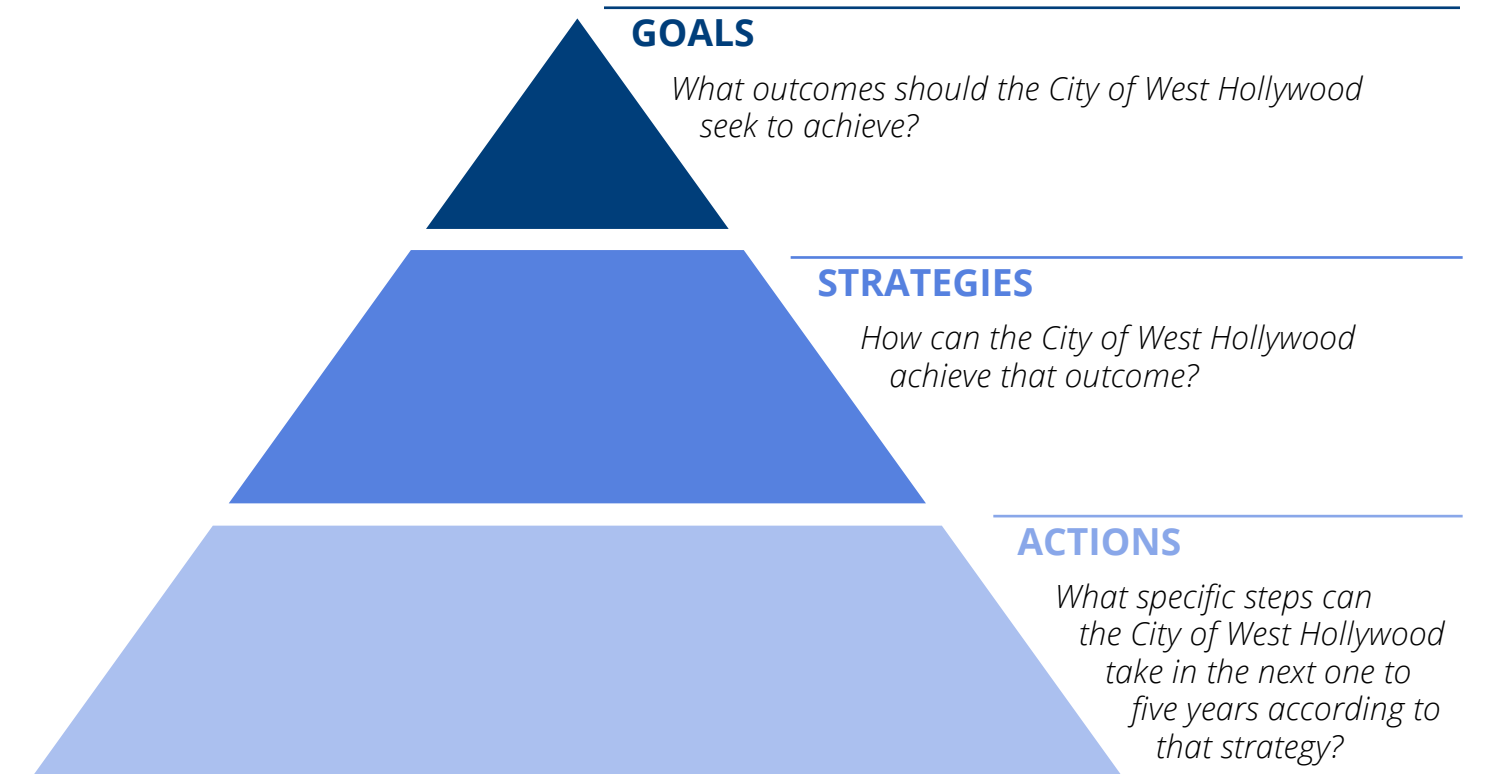 GOALS
What outcomes should the City of West Hollywood
seek to achieve?
STRATEGIES
How can the City of West Hollywood
achieve that outcome?
ACTIONS
What specific steps can
the City of West Hollywood
take in the next one to
five years according to
that strategy?